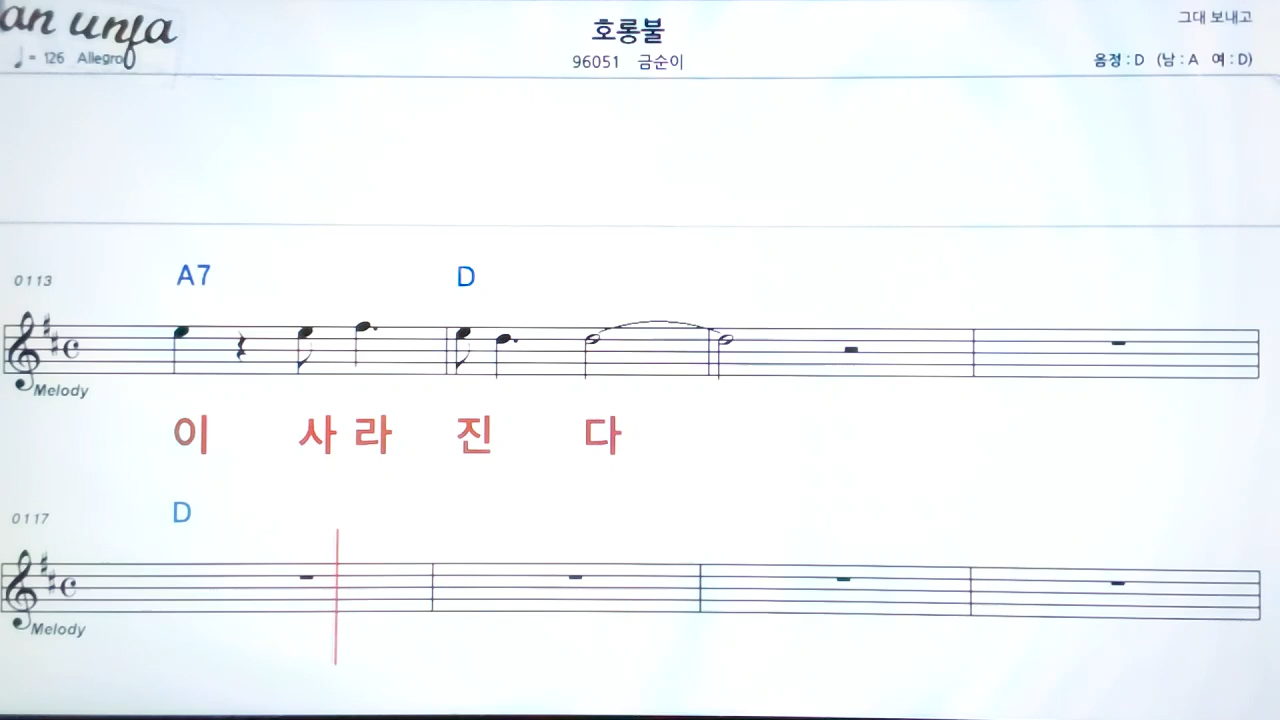 an unja
호롱불
그대 보내고
♩= 126 Allegro
96051 금순이
음정 : D (남 : A 여 : D)
0113
A7 D
Melody
이 사 라 진 다
0117
D
Melody